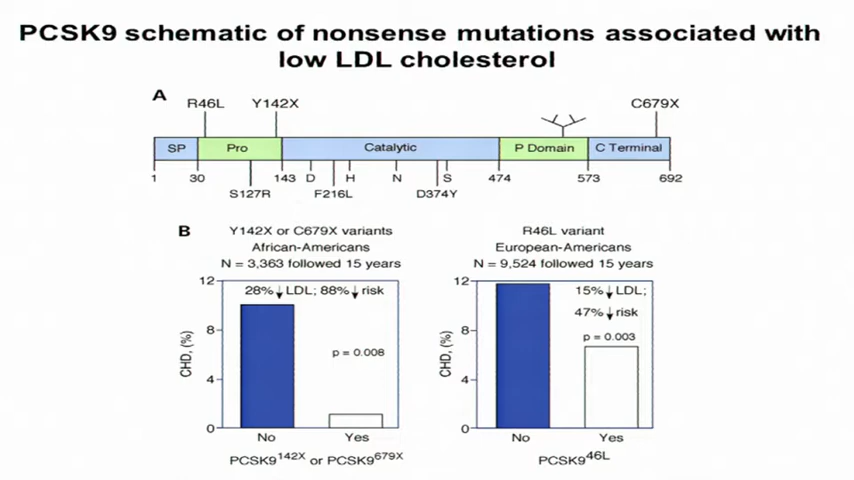 PCSK9 schematic of nonsense mutations associated with
low LDL cholesterol
A
R46L Y142X C679X
SP Pro Catalytic P Domain C Terminal
1 30 143 D H N S 474 573 692
S127R F216L D374Y
B
Y142X or C679X variants
African-Americans
N = 3,363 followed 15 years
12
28%↓LDL; 88%↓risk
8
p = 0.008
CHD, (%)
4
0
No Yes
PCSK9142X or PCSK9679X
R46L variant
European-Americans
N = 9,524 followed 15 years
12
15%↓LDL;
47%↓risk
8
p = 0.003
CHD, (%)
4
0
No Yes
PCSK946L